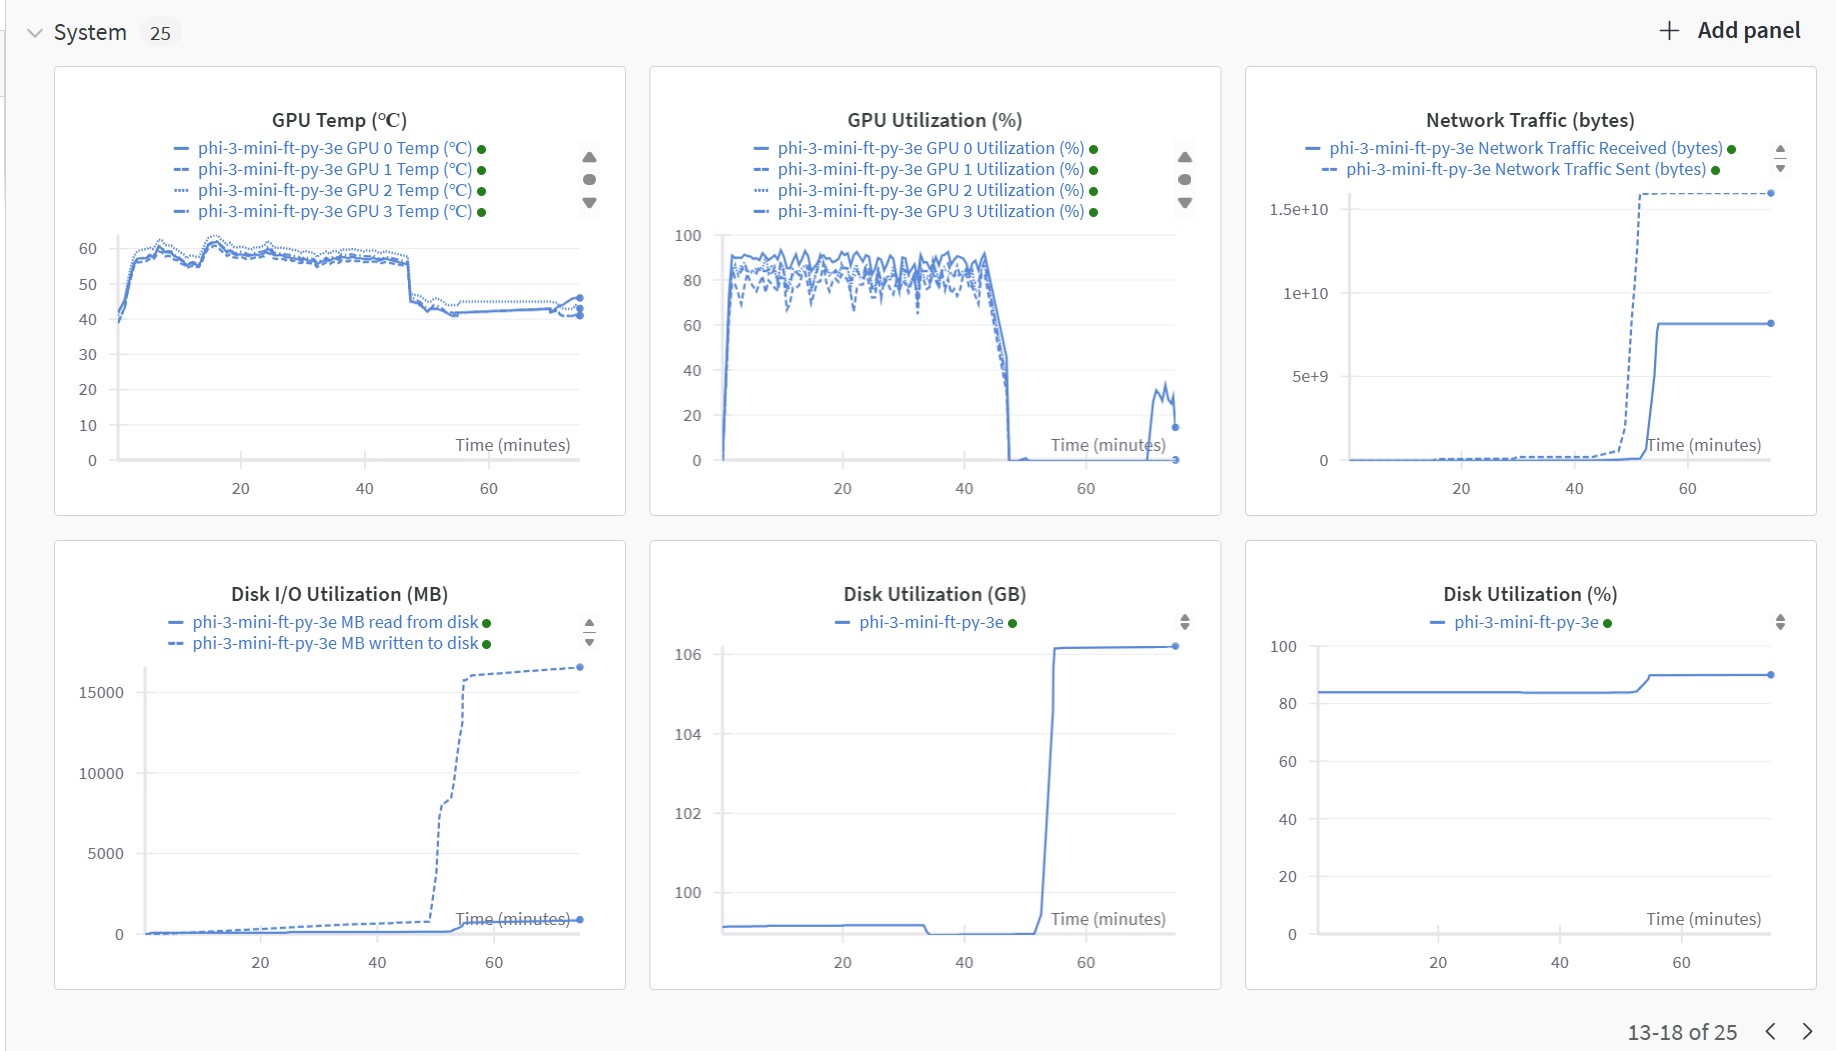 System 25
Add panel
GPU Temp (℃)
phi-3-mini-ft-py-3e GPU 0 Temp (℃)
phi-3-mini-ft-py-3e GPU 1 Temp (℃)
phi-3-mini-ft-py-3e GPU 2 Temp (℃)
phi-3-mini-ft-py-3e GPU 3 Temp (℃)
60
50
40
30
20
10
0
Time (minutes)
20 40 60
GPU Utilization (%)
phi-3-mini-ft-py-3e GPU 0 Utilization (%)
phi-3-mini-ft-py-3e GPU 1 Utilization (%)
phi-3-mini-ft-py-3e GPU 2 Utilization (%)
phi-3-mini-ft-py-3e GPU 3 Utilization (%)
100
80
60
40
20
0
Time (minutes)
20 40 60
Network Traffic (bytes)
phi-3-mini-ft-py-3e Network Traffic Received (bytes)
phi-3-mini-ft-py-3e Network Traffic Sent (bytes)
1.5e+10
1e+10
5e+9
0
Time (minutes)
20 40 60
Disk I/O Utilization (MB)
phi-3-mini-ft-py-3e MB read from disk
phi-3-mini-ft-py-3e MB written to disk
15000
10000
5000
0
Time (minutes)
20 40 60
Disk Utilization (GB)
phi-3-mini-ft-py-3e
106
104
102
100
Time (minutes)
20 40 60
Disk Utilization (%)
phi-3-mini-ft-py-3e
100
80
60
40
20
0
Time (minutes)
20 40 60
13-18 of 25